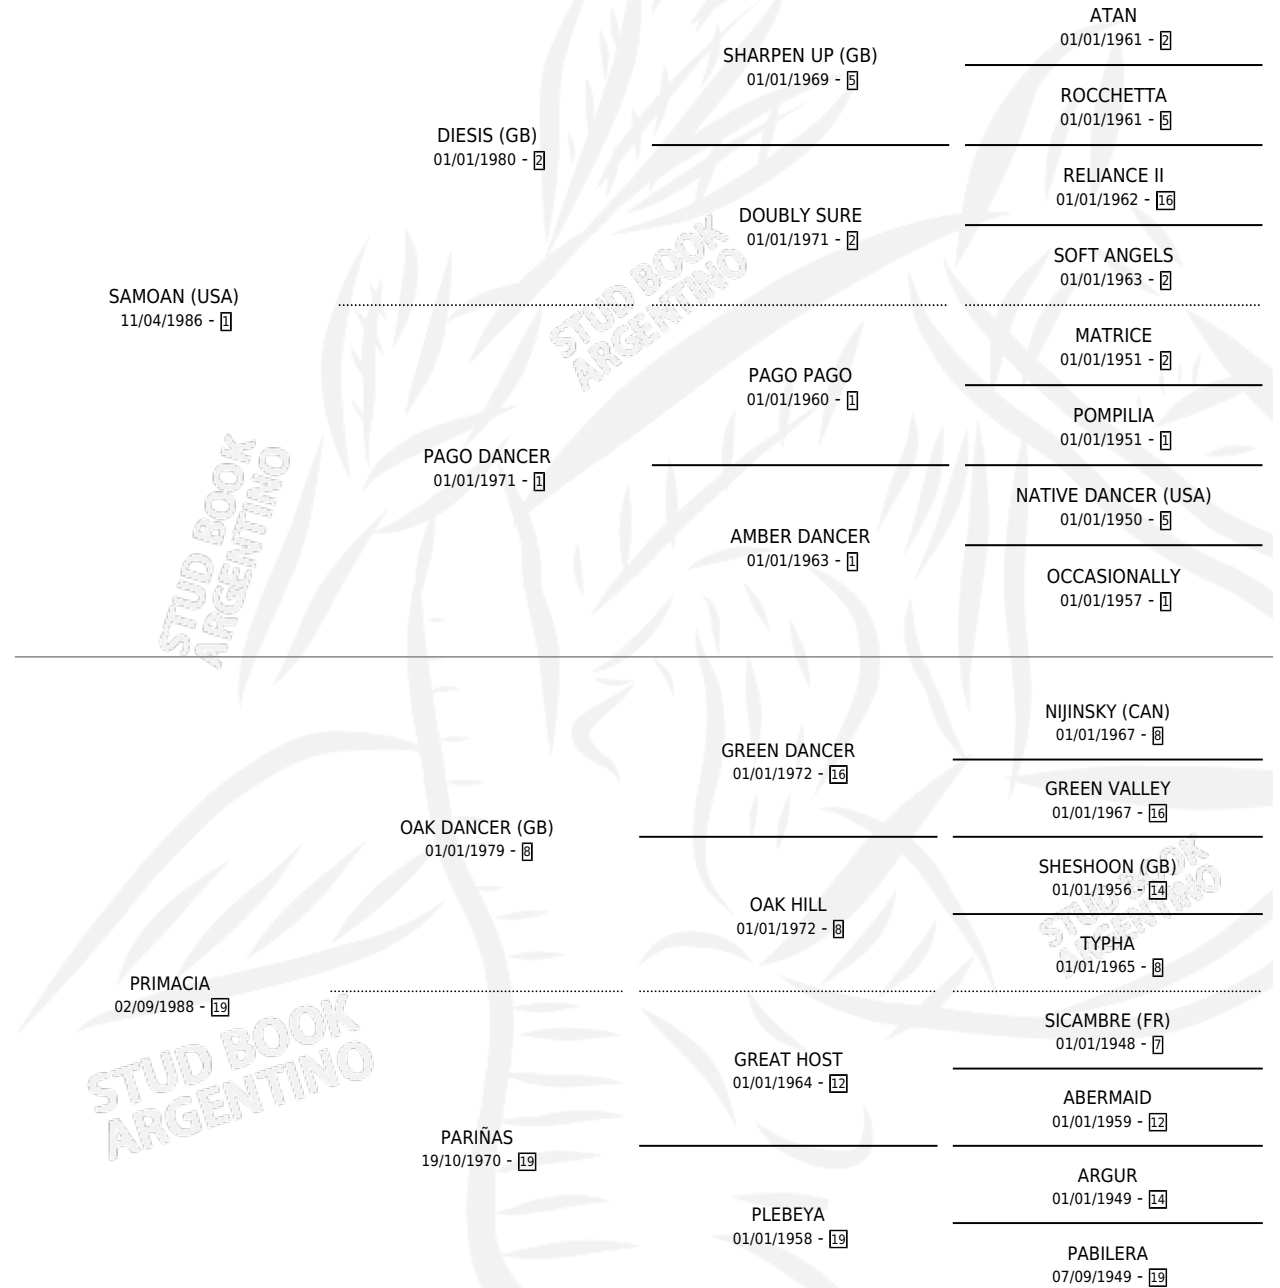 ATAN
01/01/1961 - 2
SHARPEN UP (GB)
01/01/1969 - 5
ROCCHETTA
01/01/1961 - 5
DIESIS (GB)
01/01/1980 - 2
RELIANCE II
01/01/1962 - 16
DOUBLY SURE
01/01/1971 - 2
SOFT ANGELS
01/01/1963 - 2
SAMOAN (USA)
11/04/1986 - 1
STUD BOOK
ARGENTINO
MATRICE
01/01/1951 - 2
PAGO PAGO
01/01/1960 - 1
POMPILIA
01/01/1951 - 1
PAGO DANCER
01/01/1971 - 1
NATIVE DANCER (USA)
01/01/1950 - 5
AMBER DANCER
01/01/1963 - 1
OCCASIONALLY
01/01/1957 - 1
STUD BOOK
ARGENTINO
NIJINSKY (CAN)
01/01/1967 - 8
GREEN DANCER
01/01/1972 - 16
GREEN VALLEY
01/01/1967 - 16
OAK DANCER (GB)
01/01/1979 - 8
SHESHOON (GB)
01/01/1956 - 14
OAK HILL
01/01/1972 - 8
STUD BOOK
ARGENTINO
TYPHA
01/01/1965 - 8
PRIMACIA
02/09/1988 - 19
SICAMBRE (FR)
01/01/1948 - 7
GREAT HOST
01/01/1964 - 12
ABERMAID
01/01/1959 - 12
STUD BOOK
ARGENTINO
PARIÑAS
19/10/1970 - 19
ARGUR
01/01/1949 - 14
PLEBEYA
01/01/1958 - 19
PABILERA
07/09/1949 - 19